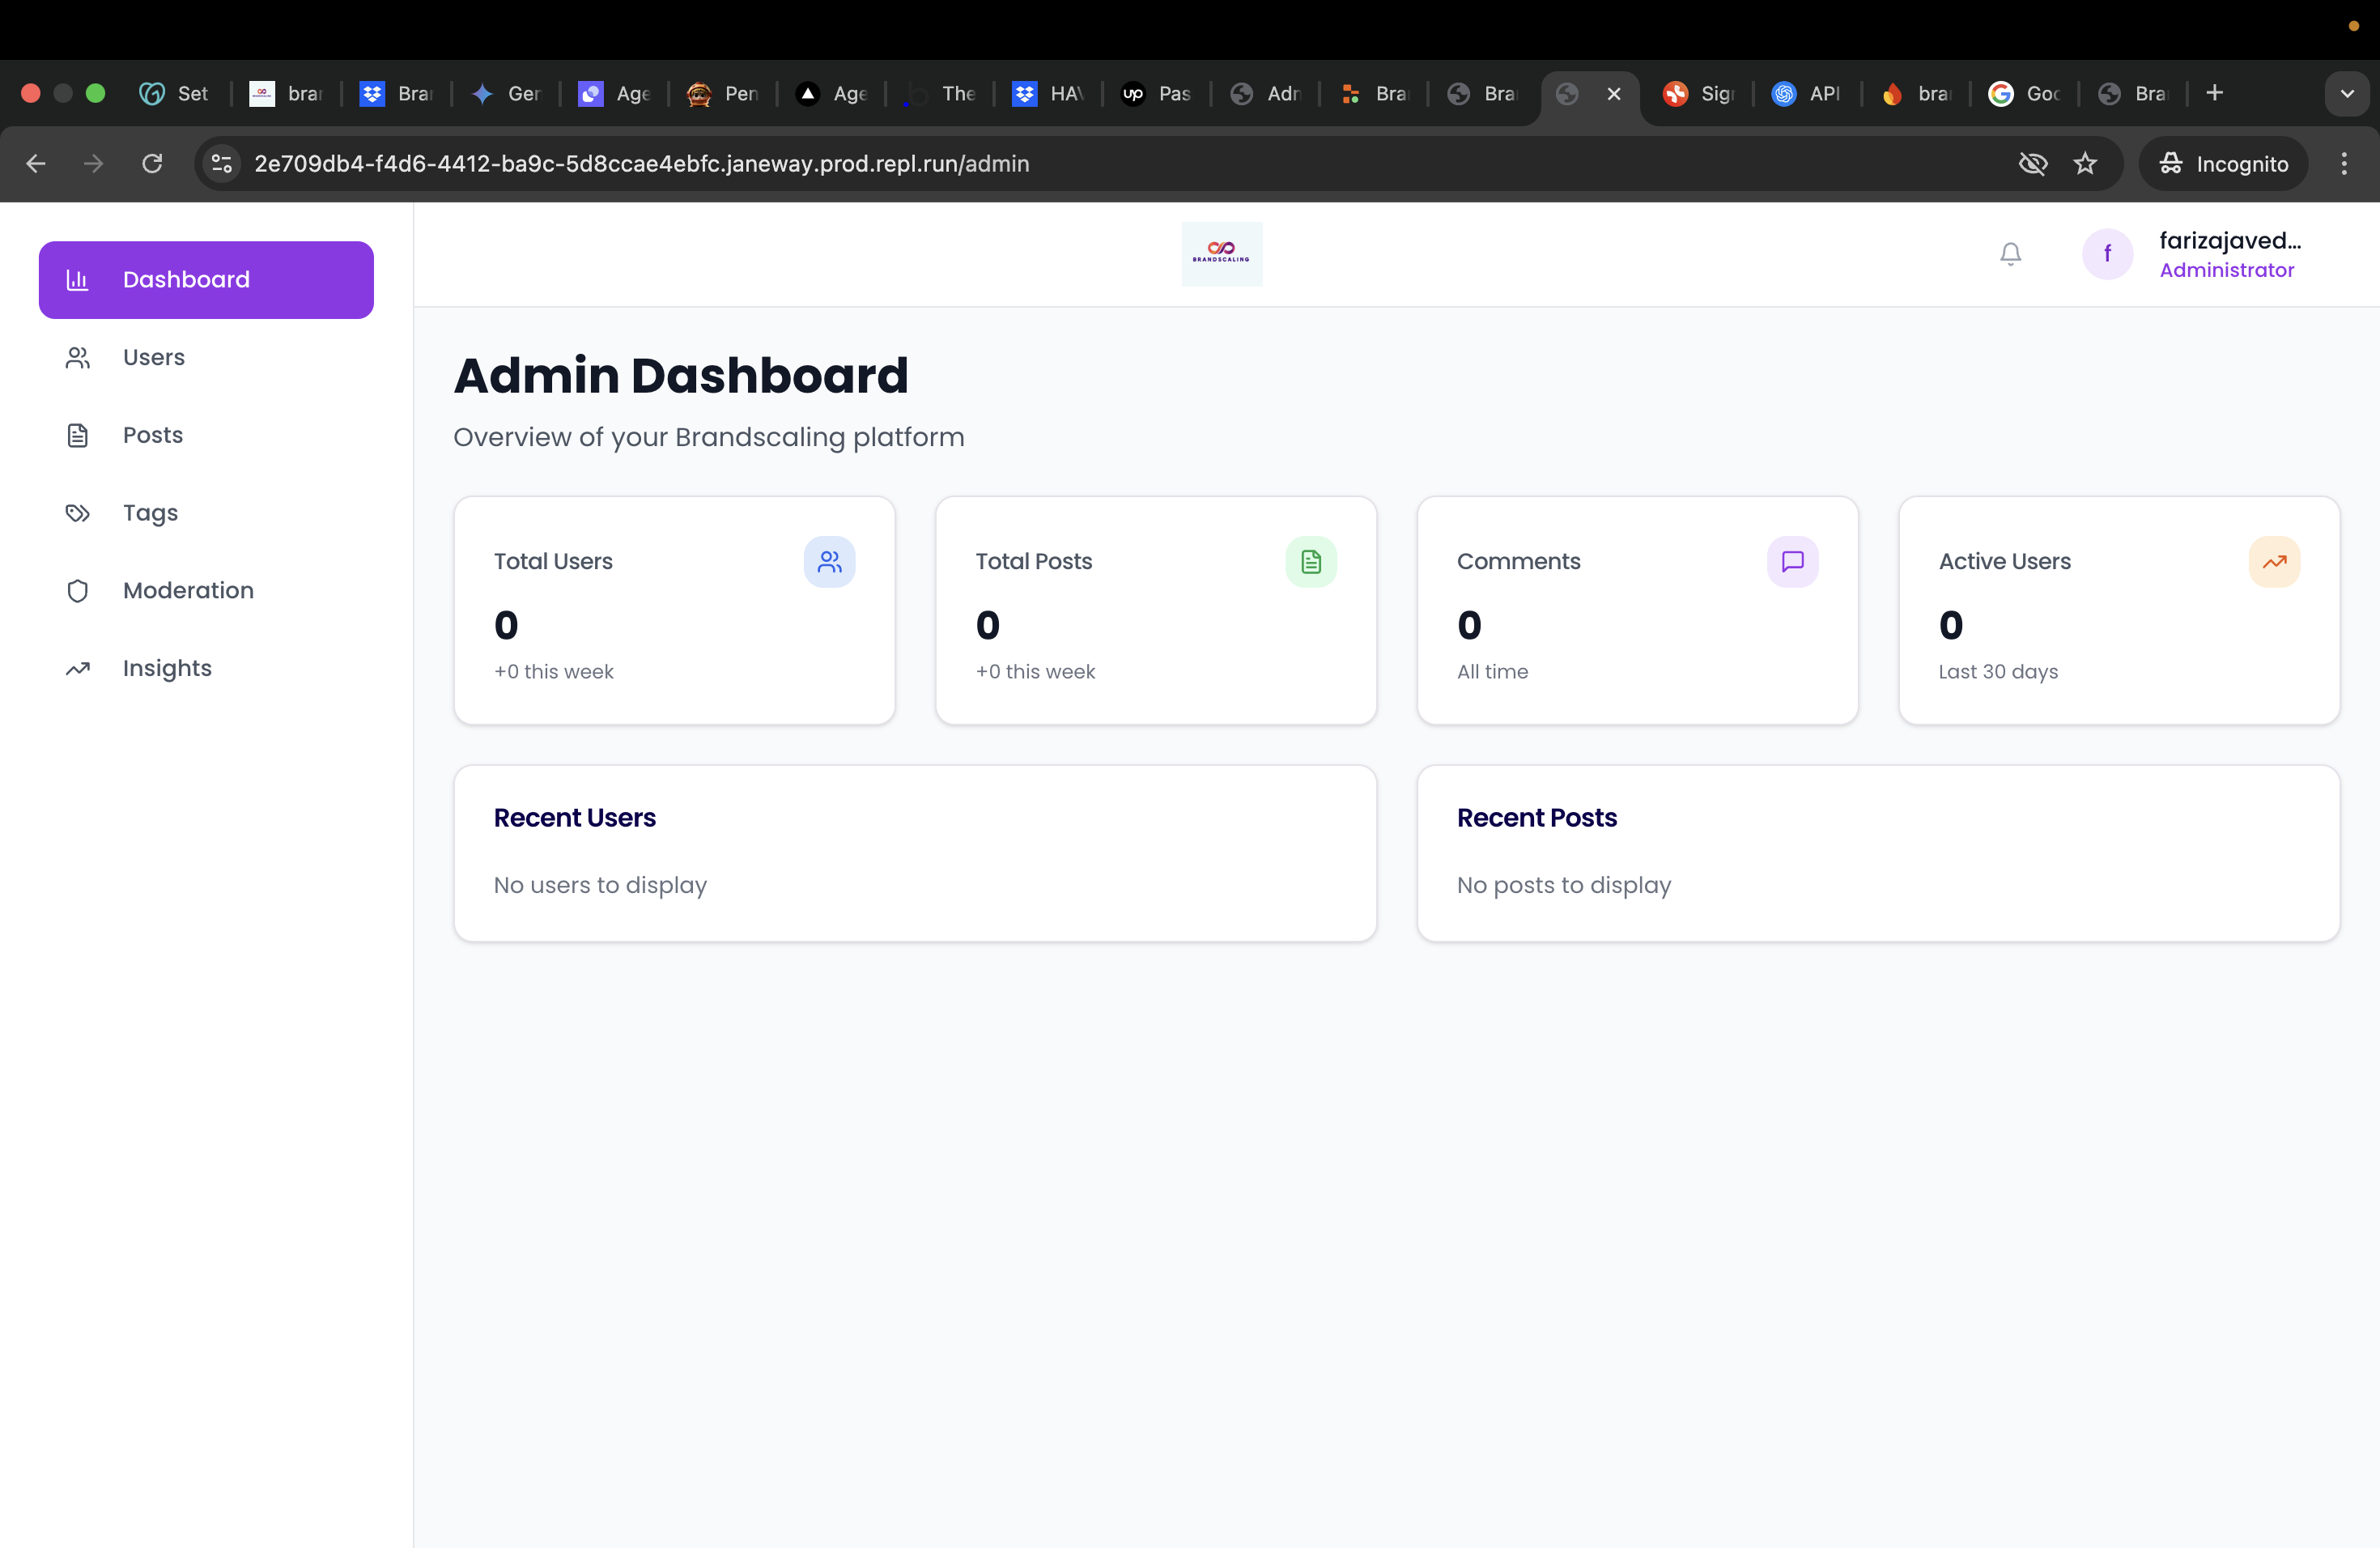 Set
bra
Bra
Ger
Age
Pen
Age
The
HAV
up
Pas
Adn
Bra
Bra
Sig
API
bra
Goo
Bra
2e709db4-f4d6-4412-ba9c-5d8ccae4ebfc.janeway.prod.repl.run/admin
Incognito
Dashboard
Users
Posts
Tags
Moderation
Insights
BRANDSCALING
f
farizajaved...
Administrator
Admin Dashboard
Overview of your Brandscaling platform
Total Users
0
+0 this week
Total Posts
0
+0 this week
Comments
0
All time
Active Users
0
Last 30 days
Recent Users
No users to display
Recent Posts
No posts to display